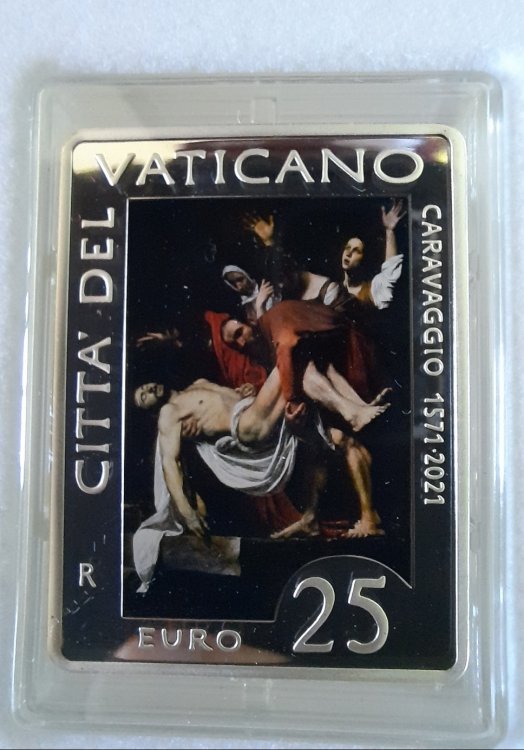 CITTA' DEL VATICANO
CARAVAGGIO 1571·2021
R
EURO 25